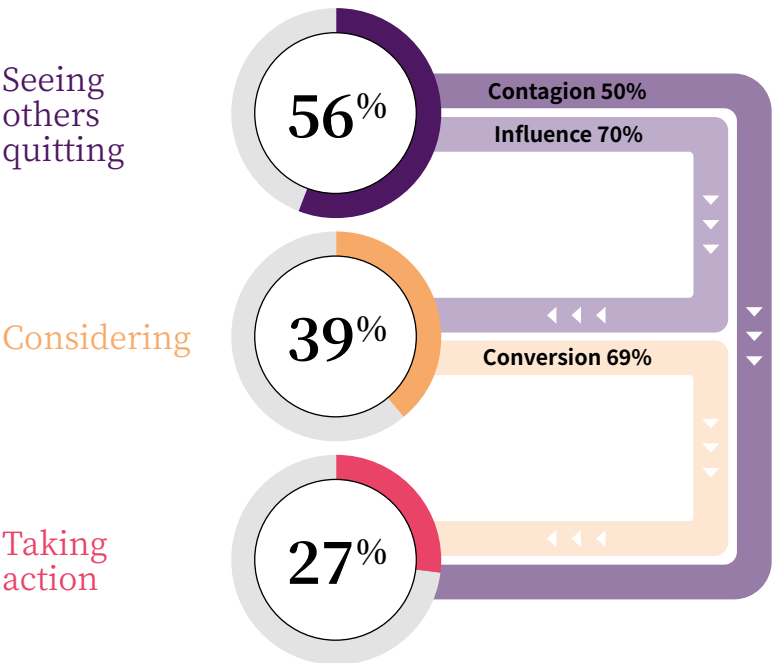 Seeing
others
quitting
56%
Contagion 50%
Influence 70%
Considering
39%
Conversion 69%
Taking
action
27%